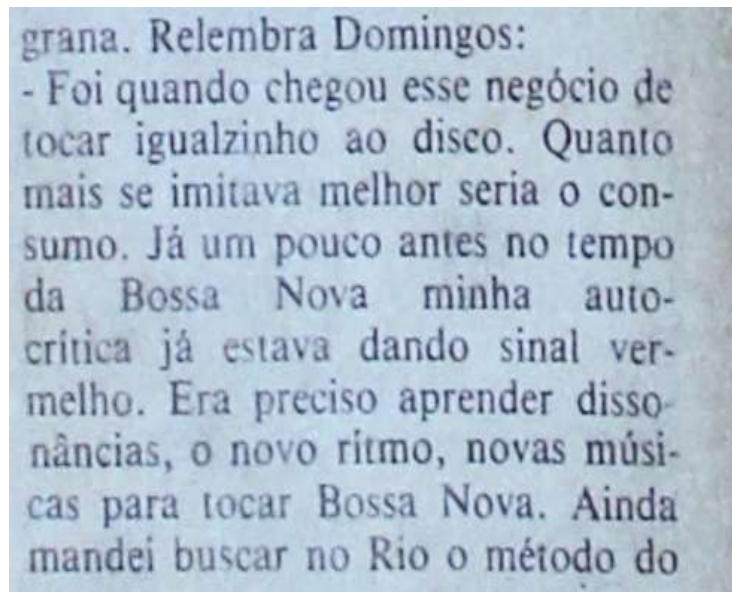 grana. Relembra Domingos:
- Foi quando chegou esse negócio de
tocar igualzinho ao disco. Quanto
mais se imitava melhor seria o con-
sumo. Já um pouco antes no tempo
da Bossa Nova minha auto-
crítica já estava dando sinal ver-
melho. Era preciso aprender disso-
nâncias, o novo ritmo, novas músi-
cas para tocar Bossa Nova. Ainda
mandei buscar no Rio o método do